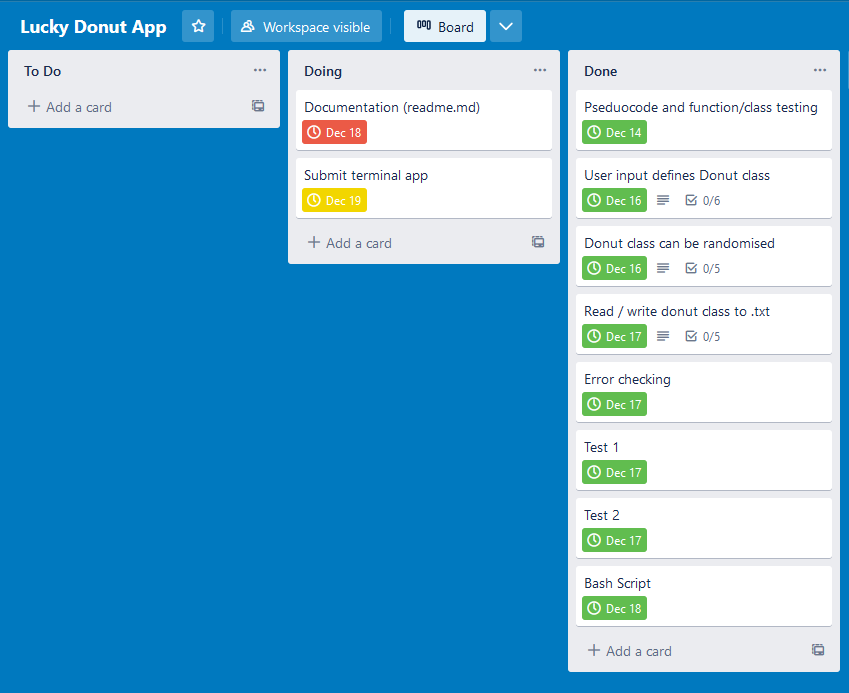 Lucky Donut App
Workspace visible
Board
To Do
Add a card
Doing
Documentation (readme.md)
Dec 18
Submit terminal app
Dec 19
Add a card
Done
Pseduocode and function/class testing
Dec 14
User input defines Donut class
Dec 16 0/6
Donut class can be randomised
Dec 16 0/5
Read / write donut class to .txt
Dec 17 0/5
Error checking
Dec 17
Test 1
Dec 17
Test 2
Dec 17
Bash Script
Dec 18
Add a card